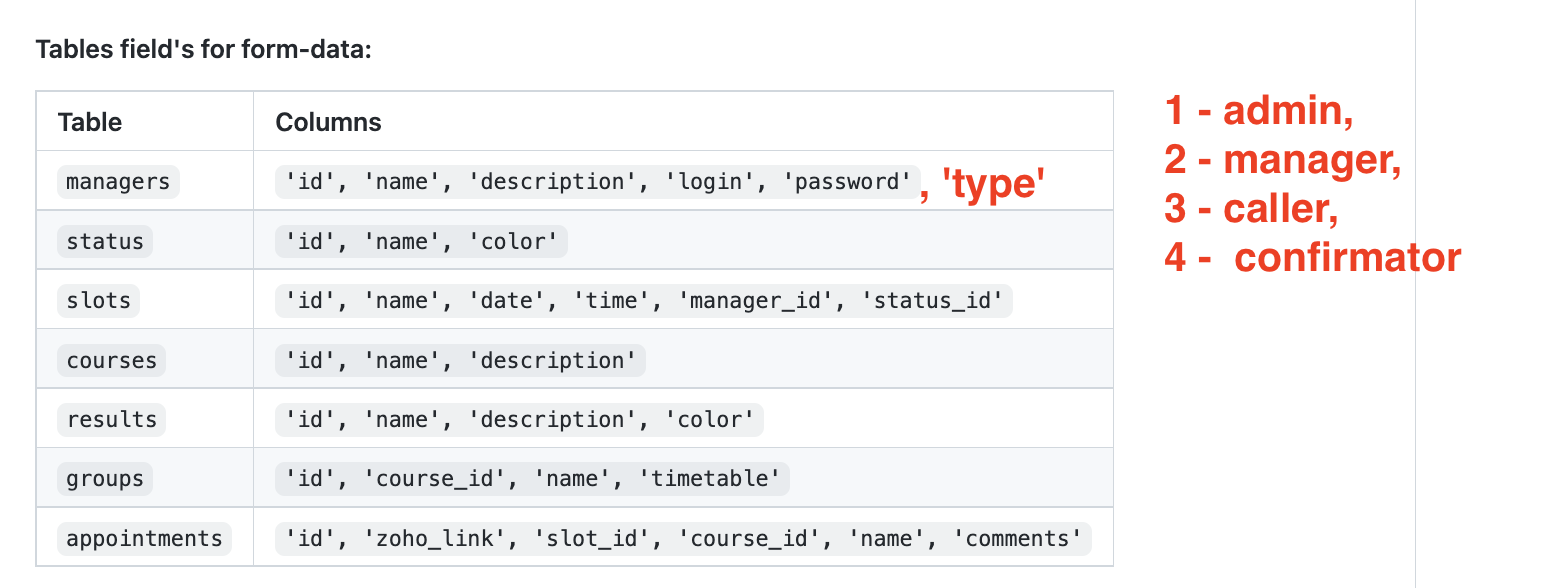 Tables field's for form-data:
Table Columns
managers 'id', 'name', 'description', 'login', 'password' , 'type'
status 'id', 'name', 'color'
slots 'id', 'name', 'date', 'time', 'manager_id', 'status_id'
courses 'id', 'name', 'description'
results 'id', 'name', 'description', 'color'
groups 'id', 'course_id', 'name', 'timetable'
appointments 'id', 'zoho_link', 'slot_id', 'course_id', 'name', 'comments'
1 - admin,
2 - manager,
3 - caller,
4 -  confirmator